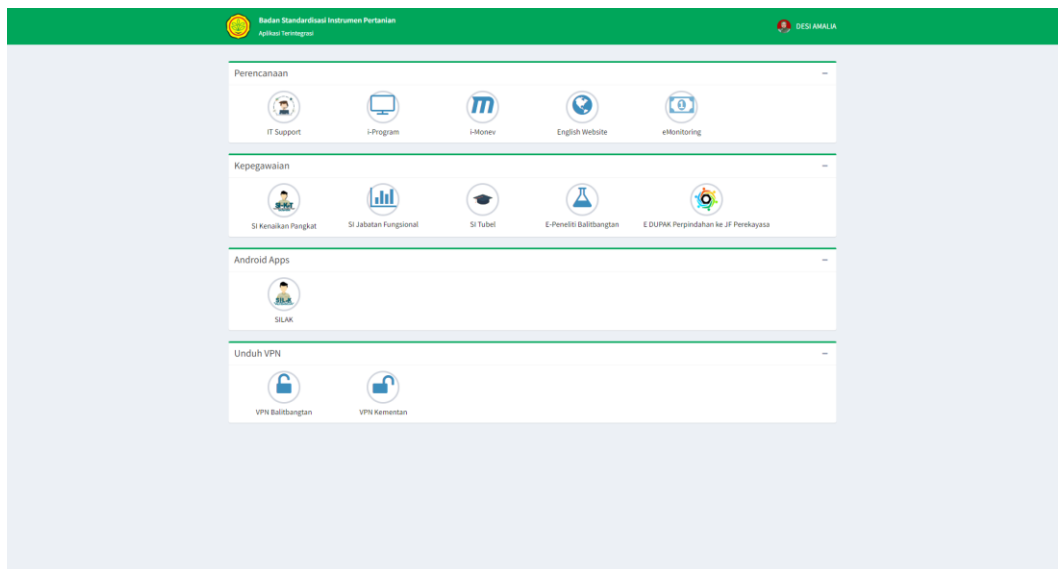 Badan Standardisasi Instrumen Pertanian
Aplikasi Terintegrasi
DESI AMALIA
Perencanaan
IT Support
i-Program
i-Monev
English Website
eMonitoring
Kepegawaian
SI Kenaikan Pangkat
SI Jabatan Fungsional
SI Tubel
E-Peneliti Balitbangtan
E DUPAK Perpindahan ke JF Perekayasa
Android Apps
SILAK
Unduh VPN
VPN Balitbangtan
VPN Kementan